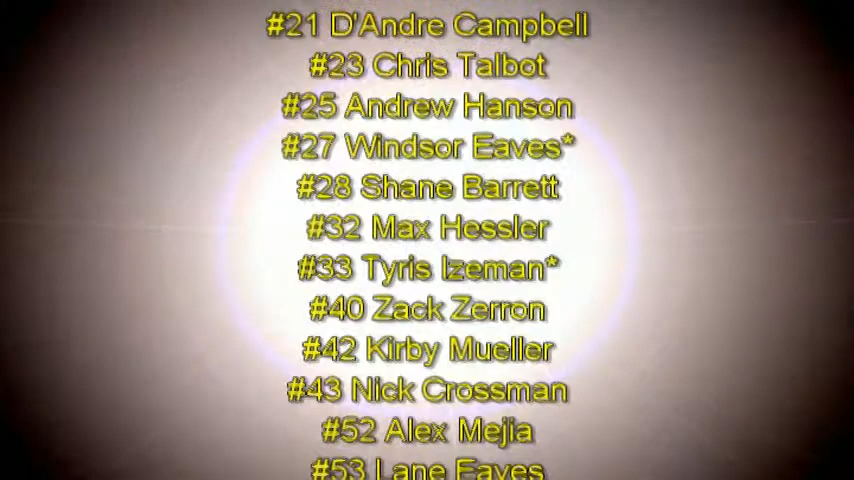 #21 D'Andre Campbell
#23 Chris Talbot
#25 Andrew Hanson
#27 Windsor Eaves*
#28 Shane Barrett
#32 Max Hessler
#33 Tyris Izeman*
#40 Zack Zerron
#42 Kirby Mueller
#43 Nick Crossman
#52 Alex Mejia
#53 Lane Eaves